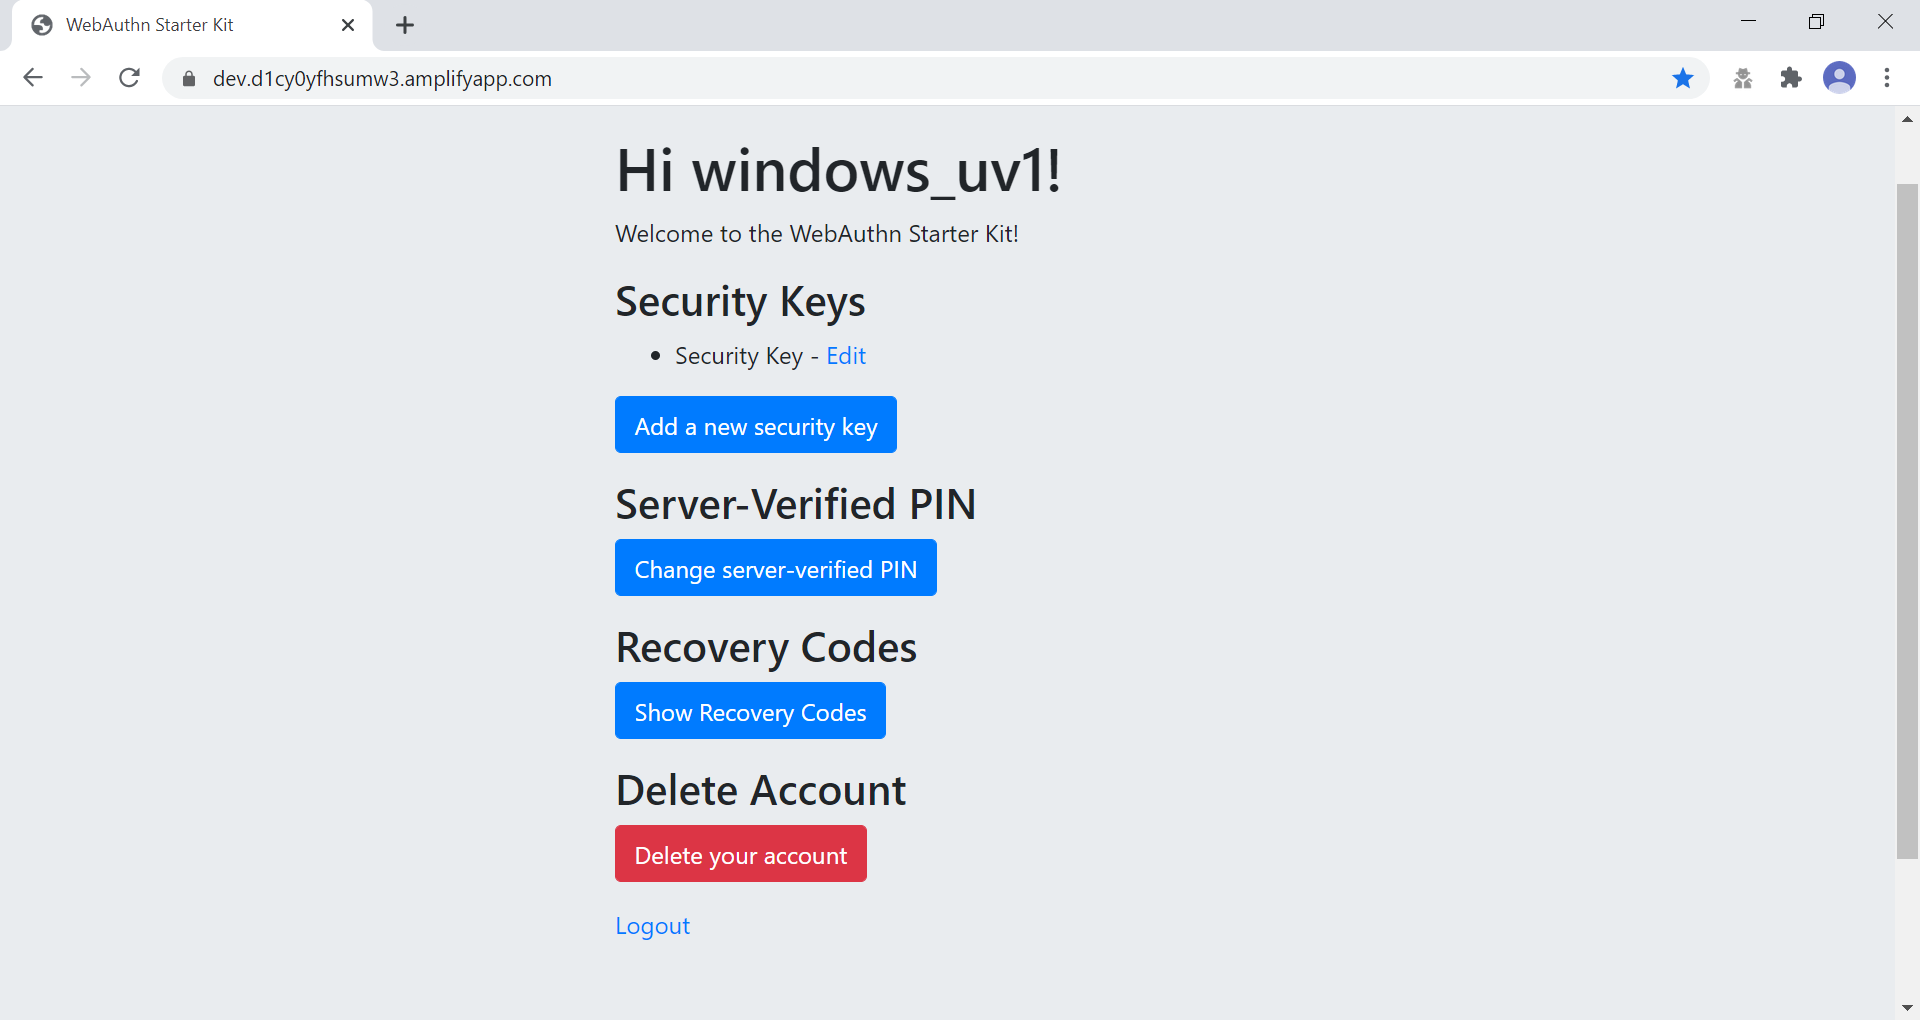 WebAuthn Starter Kit
dev.d1cy0yfhsumw3.amplifyapp.com
Hi windows_uv1!
Welcome to the WebAuthn Starter Kit!
Security Keys
Security Key - Edit
Add a new security key
Server-Verified PIN
Change server-verified PIN
Recovery Codes
Show Recovery Codes
Delete Account
Delete your account
Logout